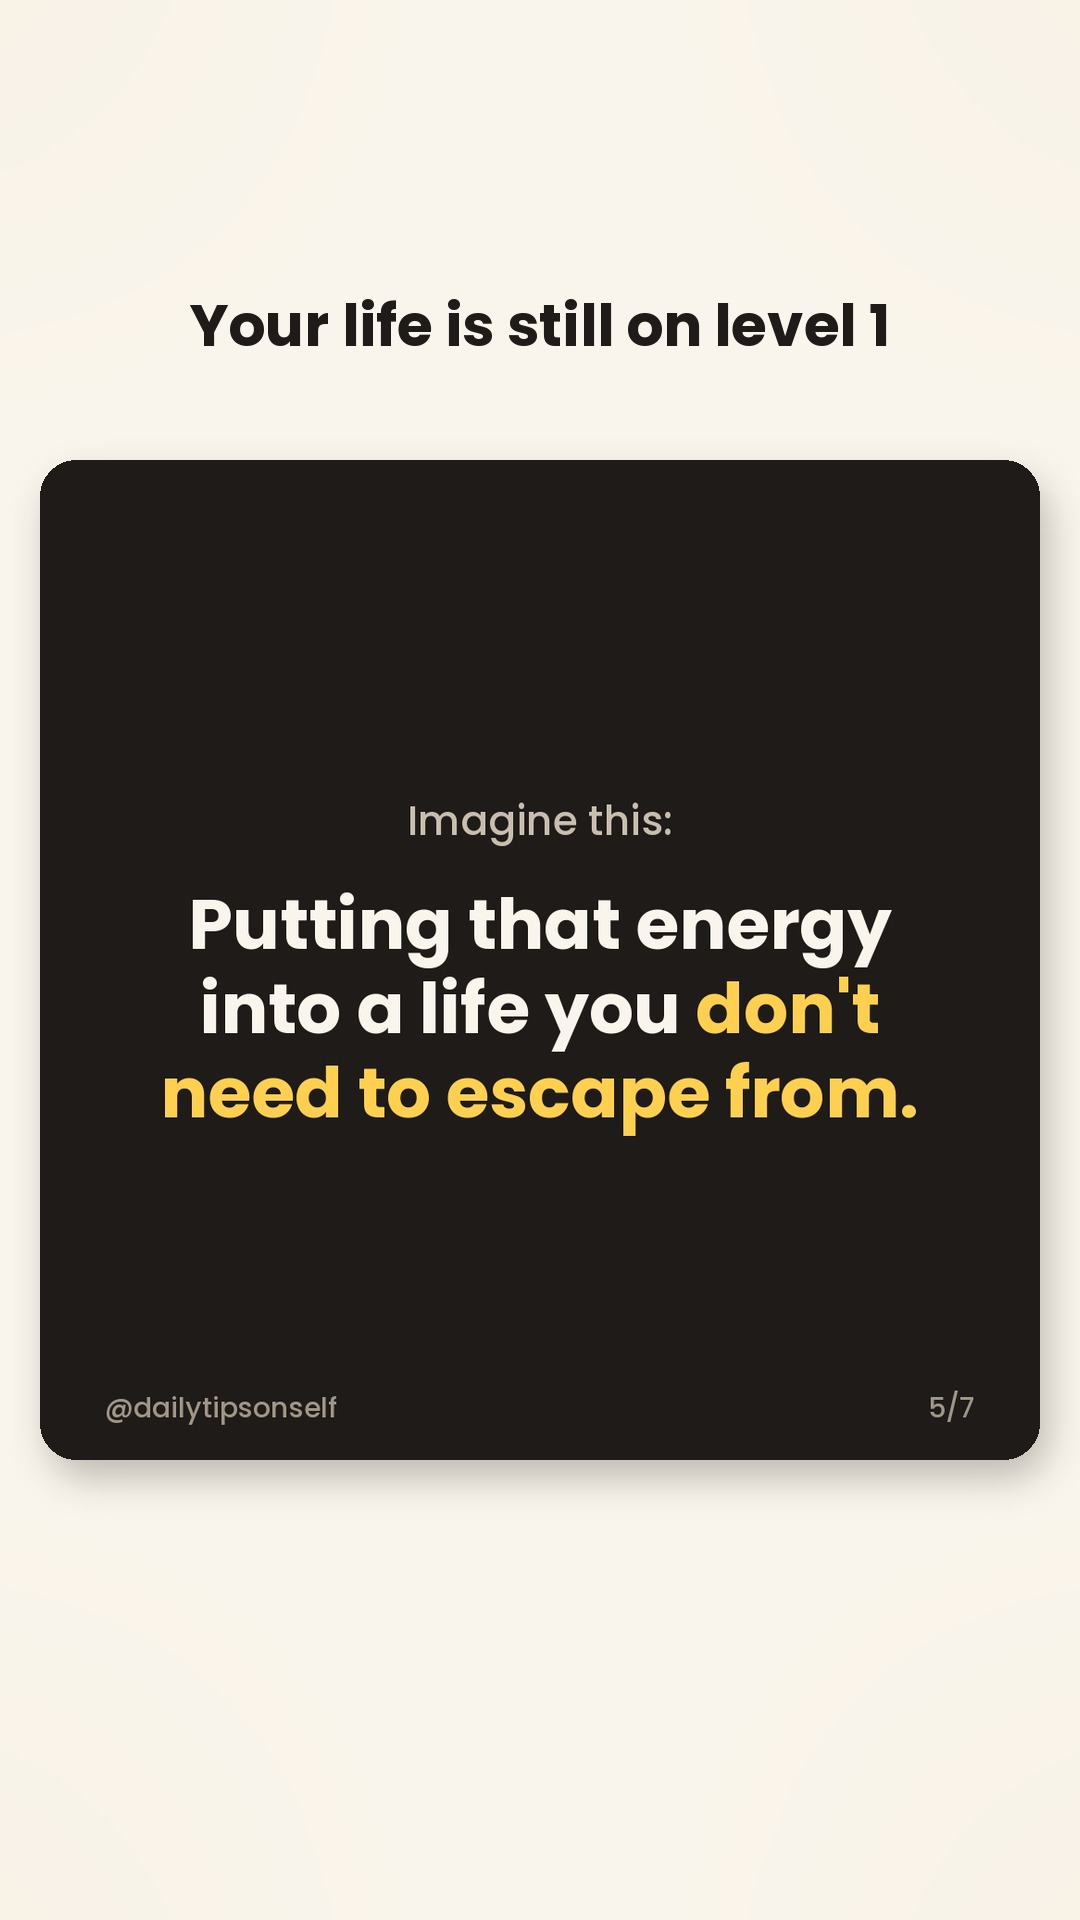 Your life is still on level 1
Imagine this:
Putting that energy
into a life you don't
need to escape from.
@dailytipsonself
5/7